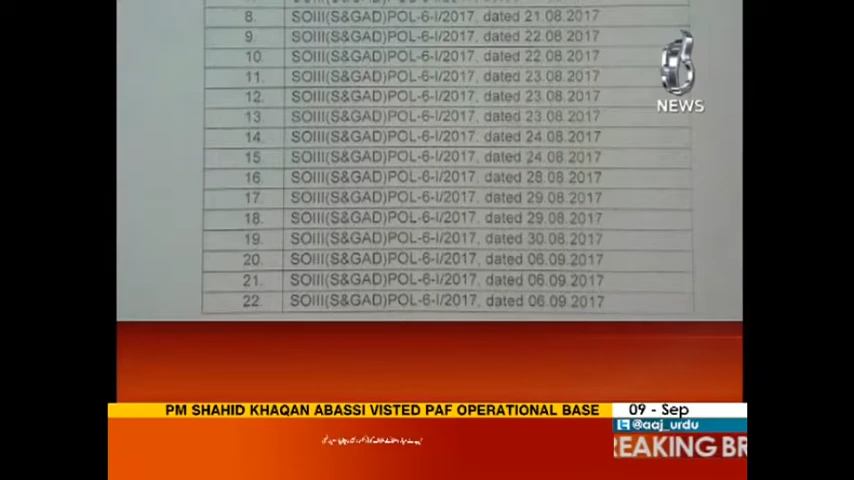 8. SOIII(S&GAD)POL-6-I/2017, dated 21.08.2017
9. SOIII(S&GAD)POL-6-I/2017, dated 22.08.2017
10. SOIII(S&GAD)POL-6-I/2017, dated 22.08.2017
11. SOIII(S&GAD)POL-6-I/2017, dated 23.08.2017
12. SOIII(S&GAD)POL-6-I/2017, dated 23.08.2017
13. SOIII(S&GAD)POL-6-I/2017, dated 23.08.2017
14. SOIII(S&GAD)POL-6-I/2017, dated 24.08.2017
15. SOIII(S&GAD)POL-6-I/2017, dated 24.08.2017
16. SOIII(S&GAD)POL-6-I/2017, dated 28.08.2017
17. SOIII(S&GAD)POL-6-I/2017, dated 29.08.2017
18. SOIII(S&GAD)POL-6-I/2017, dated 29.08.2017
19. SOIII(S&GAD)POL-6-I/2017, dated 30.08.2017
20. SOIII(S&GAD)POL-6-I/2017, dated 06.09.2017
21. SOIII(S&GAD)POL-6-I/2017, dated 06.09.2017
22. SOIII(S&GAD)POL-6-I/2017, dated 06.09.2017
NEWS
PM SHAHID KHAQAN ABASSI VISTED PAF OPERATIONAL BASE
09 - Sep
@aaj_urdu
REAKING BR